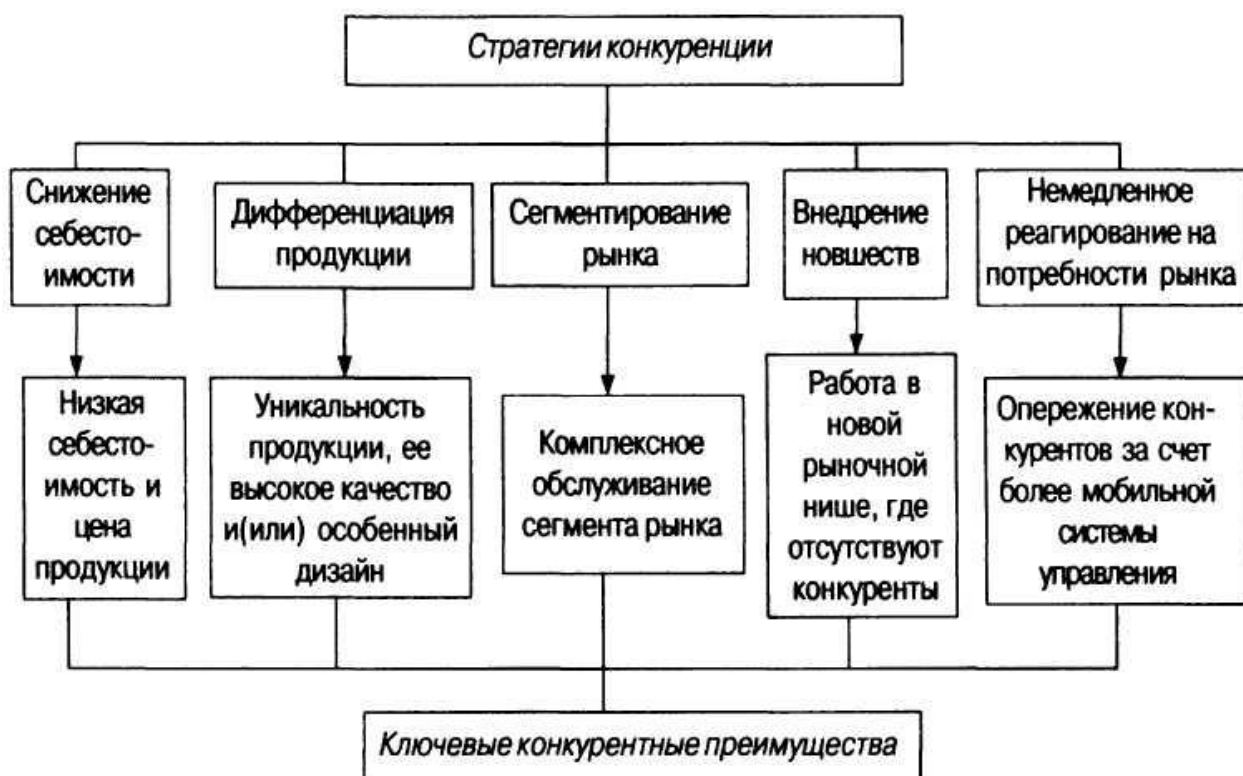 Стратегии конкуренции
Снижение
себесто-
имости
Дифференциация
продукции
Сегментирование
рынка
Внедрение
новшеств
Немедленное
реагирование на
потребности рынка
Низкая
себесто-
имость и
цена
продукции
Уникальность
продукции, ее
высокое качество
и(или) особенный
дизайн
Комплексное
обслуживание
сегмента рынка
Работа в
новой
рыночной
нише, где
отсутствуют
конкуренты
Опережение кон-
курентов за счет
более мобильной
системы
управления
Ключевые конкурентные преимущества